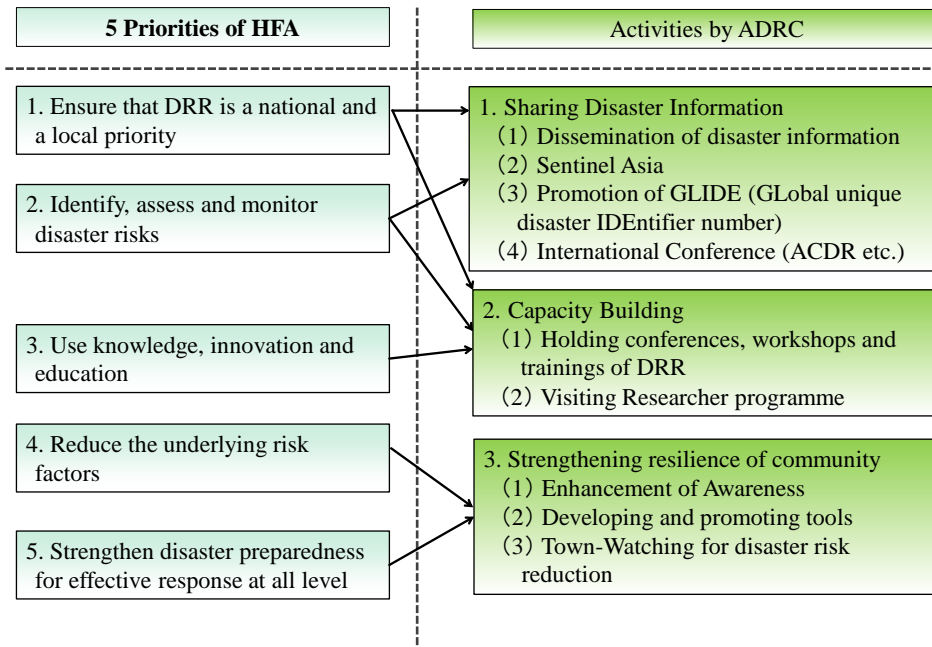 5 Priorities of HFA
Activities by ADRC
1. Ensure that DRR is a national and
a local priority
2. Identify, assess and monitor
disaster risks
3. Use knowledge, innovation and
education
4. Reduce the underlying risk
factors
5. Strengthen disaster preparedness
for effective response at all level
1. Sharing Disaster Information
(1) Dissemination of disaster information
(2) Sentinel Asia
(3) Promotion of GLIDE (GLobal unique
disaster IDEntifier number)
(4) International Conference (ACDR etc.)
2. Capacity Building
(1) Holding conferences, workshops and
trainings of DRR
(2) Visiting Researcher programme
3. Strengthening resilience of community
(1) Enhancement of Awareness
(2) Developing and promoting tools
(3) Town-Watching for disaster risk
reduction